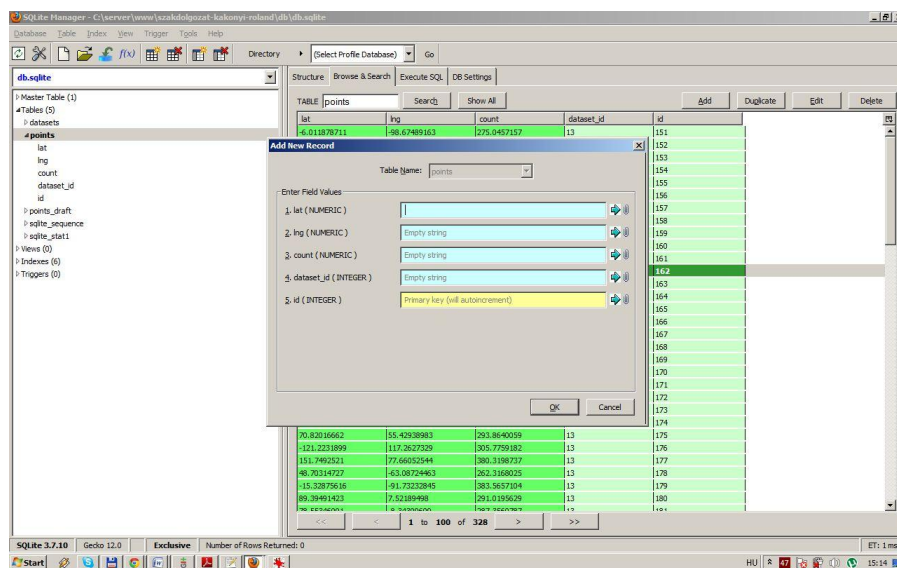 SQLite Manager - C:\server\www\szakdolgozat-kakonyi-roland\db\db.sqlite
Database Table Index View Trigger Tools Help
f(x) Directory (Select Profile Database) Go
db.sqlite
Structure Browse & Search Execute SQL DB Settings
Master Table (1)
Tables (5)
datasets
points
lat
lng
count
dataset_id
id
points_draft
sqlite_sequence
sqlite_stat1
Views (0)
Indexes (6)
Triggers (0)
TABLE points Search Show All Add Duplicate Edit Delete
lat lng count dataset_id id
-6.011878711 -98.67489163 275.0457157 13 151
152
153
154
155
156
157
158
159
160
161
162
163
164
165
166
167
168
169
170
171
172
173
174
Add New Record
Table Name: points
Enter Field Values
1. lat ( NUMERIC )
2. lng ( NUMERIC ) Empty string
3. count ( NUMERIC ) Empty string
4. dataset_id ( INTEGER ) Empty string
5. id ( INTEGER ) Primary key (will autoincrement)
OK Cancel
70.82016662 55.42938983 293.8640059 13 175
-121.2231899 117.2627329 305.7759182 13 176
151.7492521 77.66052544 380.3198737 13 177
48.70314727 -63.08724463 262.3168025 13 178
-15.32875616 -91.73232845 383.5657104 13 179
89.39491423 7.52189498 291.0195629 13 180
<< < 1 to 100 of 328 > >>
SQLite 3.7.10 Gecko 12.0 Exclusive Number of Rows Returned: 0 ET: 1 ms
Start HU 47 15:14